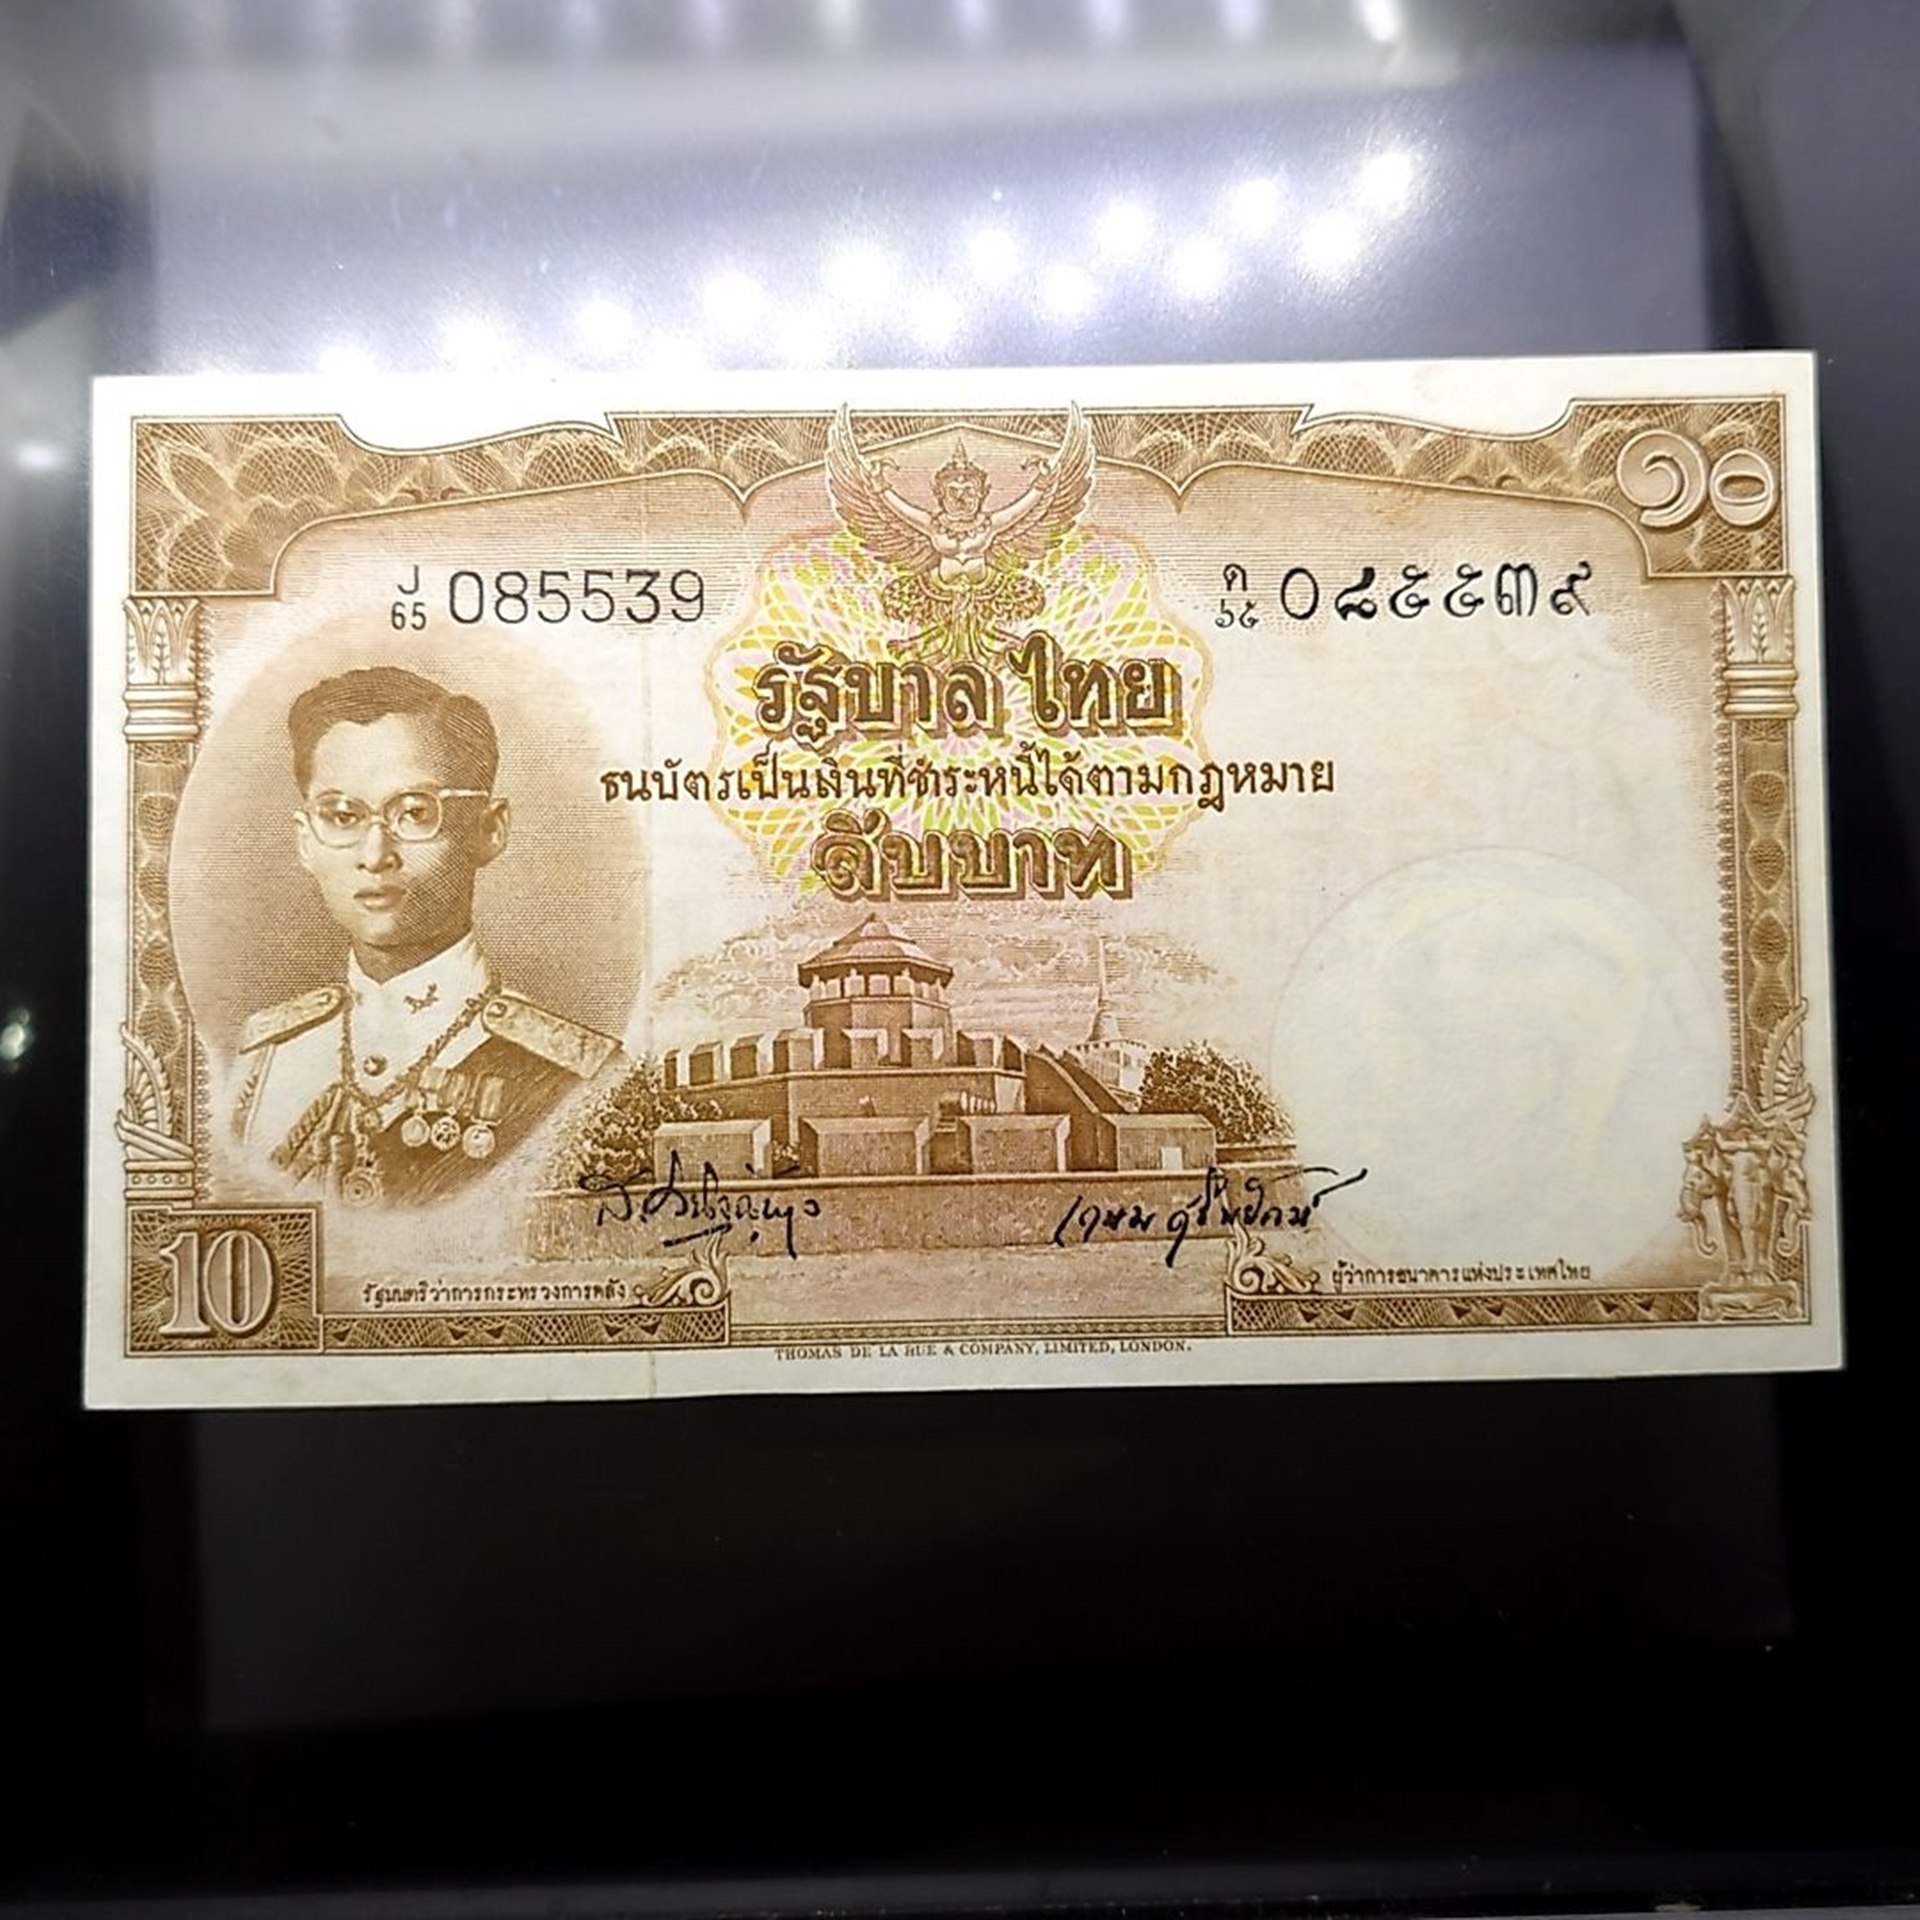 ๑๐
J/65 085539
ค/๖๕ ๐๘๕๕๓๙
รัฐบาลไทย
ธนบัตรเป็นเงินที่ชำระหนี้ได้ตามกฎหมาย
สิบบาท
10
รัฐมนตรีว่าการกระทรวงการคลัง
ผู้ว่าการธนาคารแห่งประเทศไทย
THOMAS DE LA RUE & COMPANY, LIMITED, LONDON.